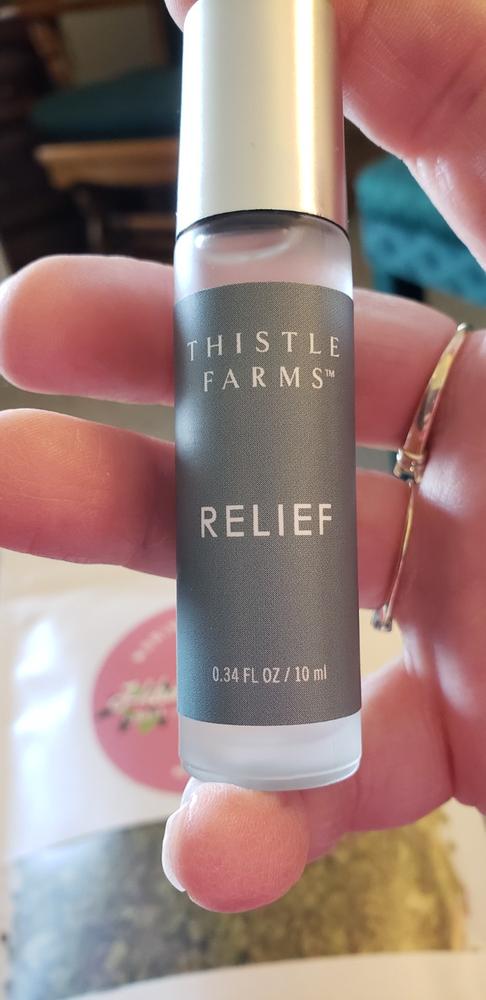 THISTLE
FARMS™
RELIEF
0.34 FL OZ / 10 ml